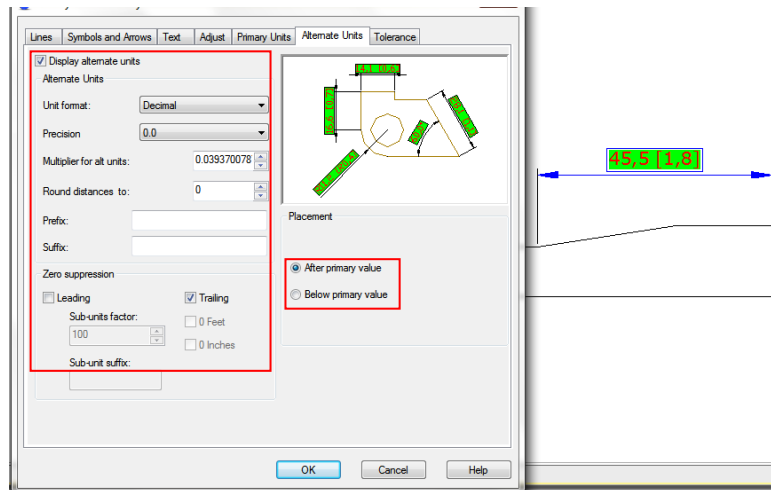 Lines Symbols and Arrows Text Adjust Primary Units Alternate Units Tolerance
Display alternate units
Alternate Units
Unit format: Decimal
Precision 0.0
Multiplier for alt units: 0.039370078
Round distances to: 0
Prefix:
Suffix:
Zero suppression
Leading
Trailing
Sub-units factor:
100
0 Feet
0 Inches
Sub-unit suffix:
Placement
After primary value
Below primary value
OK Cancel Help
45,5 [1,8]